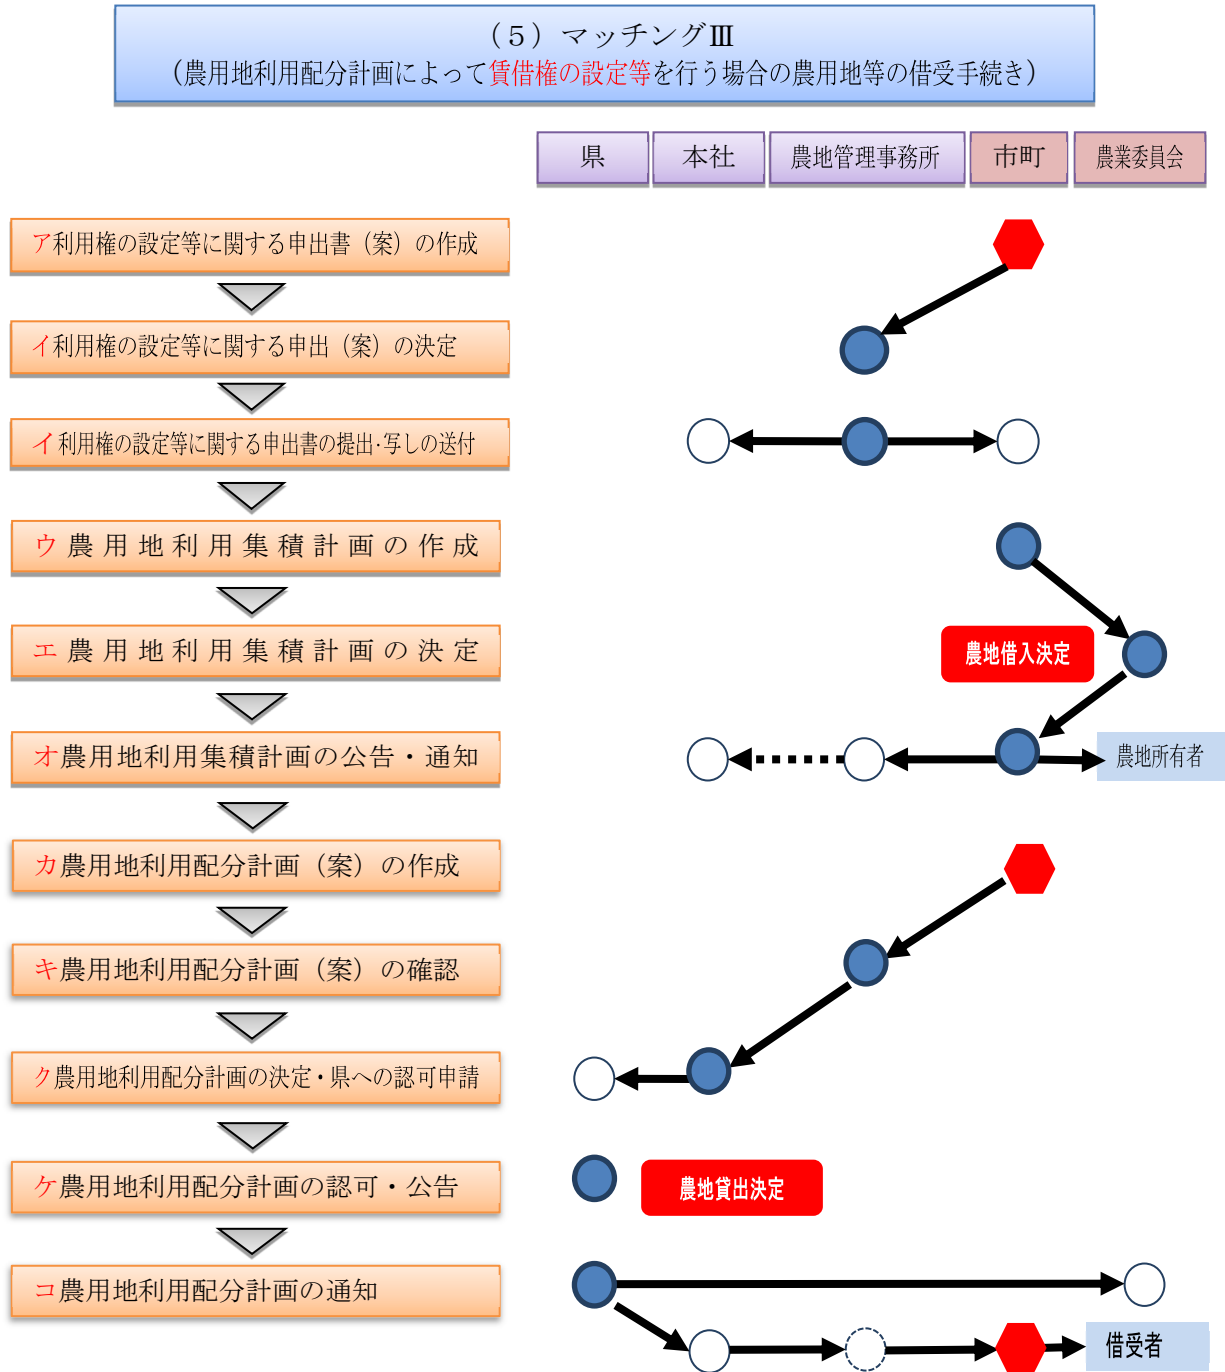 （５）マッチングⅢ
（農用地利用配分計画によって賃借権の設定等を行う場合の農用地等の借受手続き）
県 本社 農地管理事務所 市町 農業委員会
ア利用権の設定等に関する申出書（案）の作成
イ利用権の設定等に関する申出（案）の決定
イ利用権の設定等に関する申出書の提出・写しの送付
ウ農用地利用集積計画の作成
エ農用地利用集積計画の決定
農地借入決定
オ農用地利用集積計画の公告・通知
農地所有者
カ農用地利用配分計画（案）の作成
キ農用地利用配分計画（案）の確認
ク農用地利用配分計画の決定・県への認可申請
ケ農用地利用配分計画の認可・公告
農地貸出決定
コ農用地利用配分計画の通知
借受者